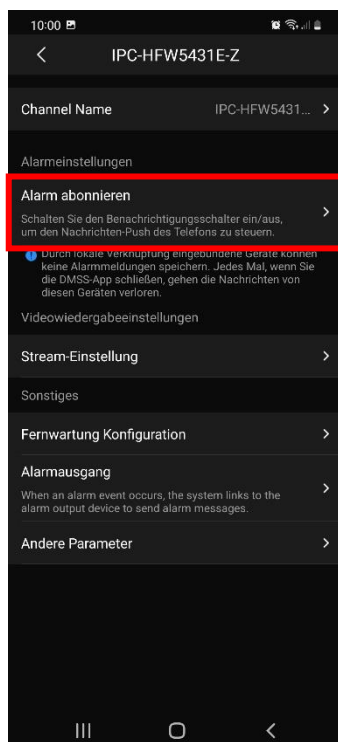 10:00
IPC-HFW5431E-Z
Channel Name IPC-HFW5431...
Alarmeinstellungen
Alarm abonnieren
Schalten Sie den Benachrichtigungsschalter ein/aus,
um den Nachrichten-Push des Telefons zu steuern.
Durch lokale Verknüpfung eingebundene Geräte können
keine Alarmmeldungen speichern. Jedes Mal, wenn Sie
die DMSS-App schließen, gehen die Nachrichten von
diesen Geräten verloren.
Videowiedergabeeinstellungen
Stream-Einstellung
Sonstiges
Fernwartung Konfiguration
Alarmausgang
When an alarm event occurs, the system links to the
alarm output device to send alarm messages.
Andere Parameter